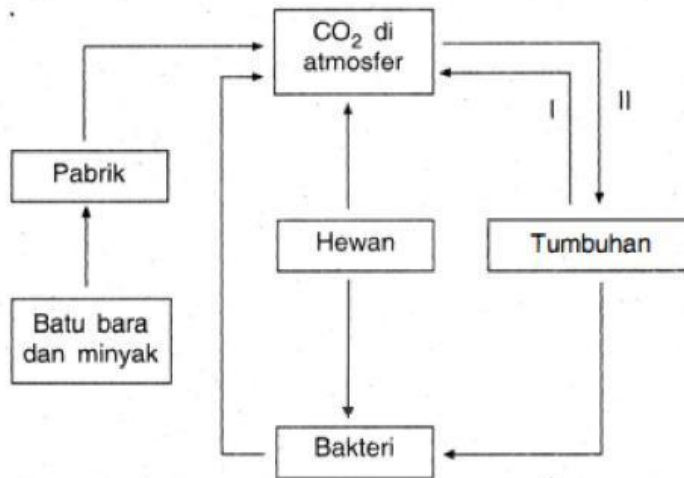 CO₂ di
atmosfer
I
II
Pabrik
Hewan
Tumbuhan
Batu bara
dan minyak
Bakteri